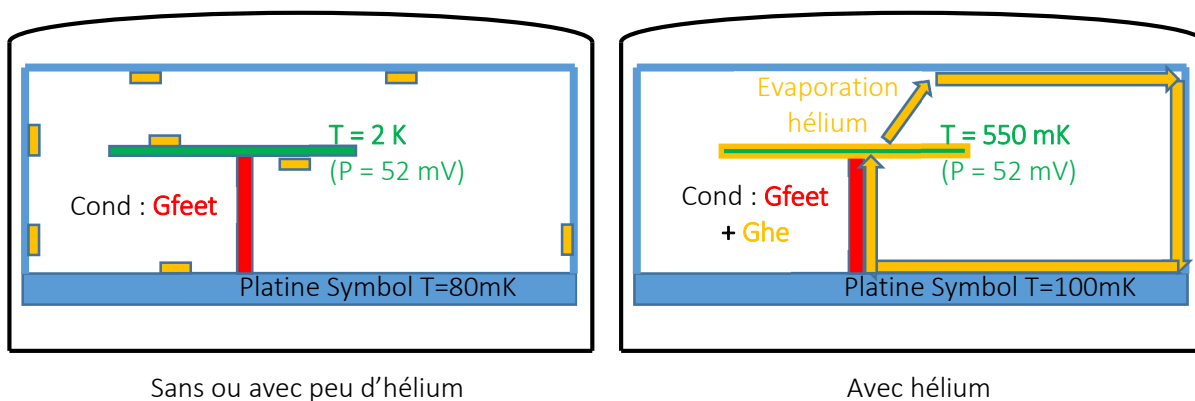 T = 2 K
(P = 52 mV)
Cond : Gfeet
Platine Symbol T=80mK
Sans ou avec peu d’hélium
Evaporation
hélium
T = 550 mK
(P = 52 mV)
Cond : Gfeet
+ Ghe
Platine Symbol T=100mK
Avec hélium